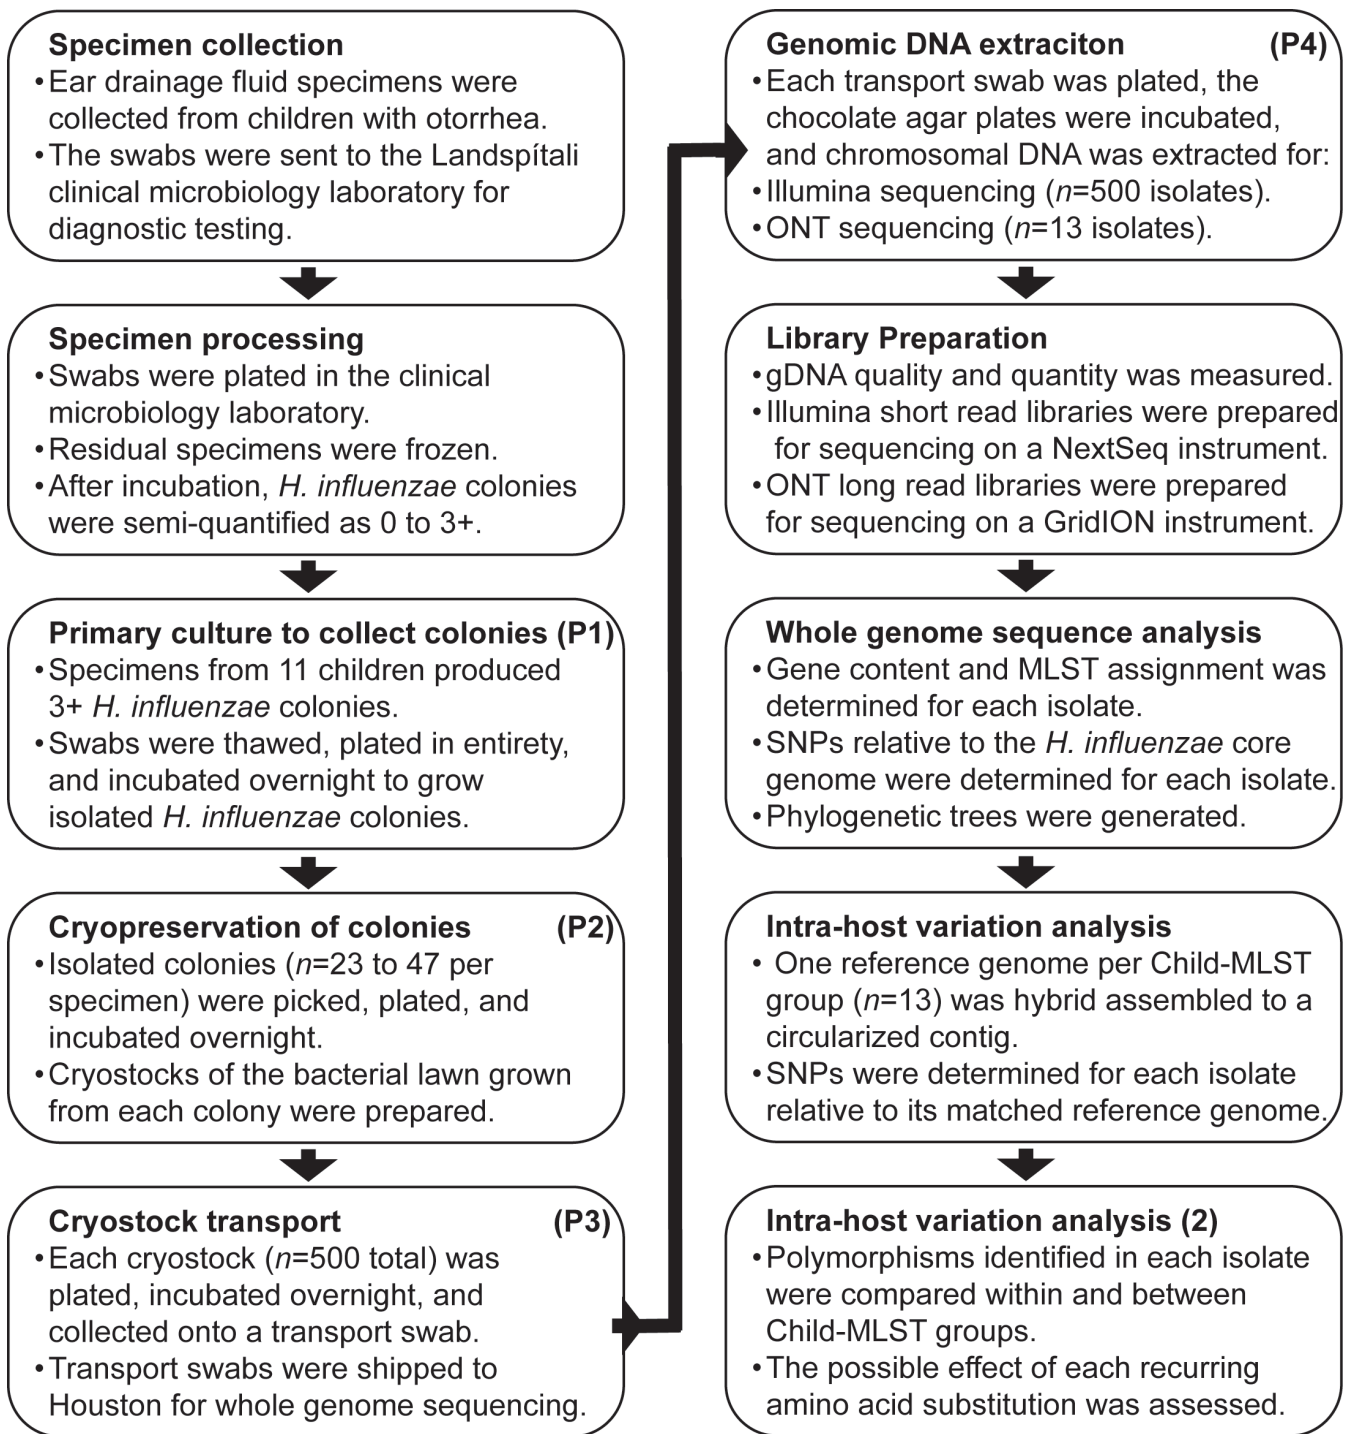 Specimen collection
•Ear drainage fluid specimens were
collected from children with otorrhea.
•The swabs were sent to the Landspítali
clinical microbiology laboratory for
diagnostic testing.
Specimen processing
•Swabs were plated in the clinical
microbiology laboratory.
•Residual specimens were frozen.
•After incubation, H. influenzae colonies
were semi-quantified as 0 to 3+.
Primary culture to collect colonies (P1)
•Specimens from 11 children produced
3+ H. influenzae colonies.
•Swabs were thawed, plated in entirety,
and incubated overnight to grow
isolated H. influenzae colonies.
Cryopreservation of colonies (P2)
•Isolated colonies (n=23 to 47 per
specimen) were picked, plated, and
incubated overnight.
•Cryostocks of the bacterial lawn grown
from each colony were prepared.
Cryostock transport (P3)
•Each cryostock (n=500 total) was
plated, incubated overnight, and
collected onto a transport swab.
•Transport swabs were shipped to
Houston for whole genome sequencing.
Genomic DNA extraciton (P4)
•Each transport swab was plated, the
chocolate agar plates were incubated,
and chromosomal DNA was extracted for:
•Illumina sequencing (n=500 isolates).
•ONT sequencing (n=13 isolates).
Library Preparation
•gDNA quality and quantity was measured.
•Illumina short read libraries were prepared
for sequencing on a NextSeq instrument.
•ONT long read libraries were prepared
for sequencing on a GridION instrument.
Whole genome sequence analysis
•Gene content and MLST assignment was
determined for each isolate.
•SNPs relative to the H. influenzae core
genome were determined for each isolate.
•Phylogenetic trees were generated.
Intra-host variation analysis
• One reference genome per Child-MLST
group (n=13) was hybrid assembled to a
circularized contig.
•SNPs were determined for each isolate
relative to its matched reference genome.
Intra-host variation analysis (2)
•Polymorphisms identified in each isolate
were compared within and between
Child-MLST groups.
•The possible effect of each recurring
amino acid substitution was assessed.